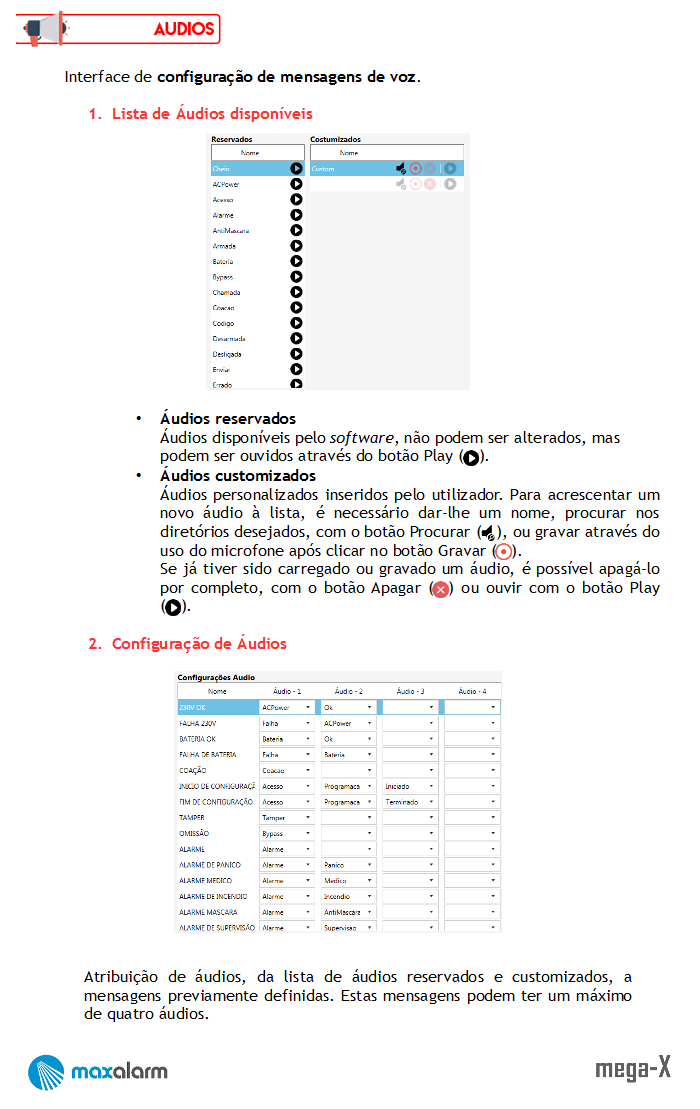 AUDIOS
Interface de configuração de mensagens de voz.
1. Lista de Áudios disponíveis
Reservados Costumizados
Nome Nome
Cheio Custom
ACPower
Acesso
Alarme
AntiMascara
Armada
Bateria
Bypass
Chamada
Coacao
Codigo
Desarmada
Desligada
Enviar
Errado
• Áudios reservados
Áudios disponíveis pelo software, não podem ser alterados, mas
podem ser ouvidos através do botão Play ( ).
• Áudios customizados
Áudios personalizados inseridos pelo utilizador. Para acrescentar um
novo áudio à lista, é necessário dar-lhe um nome, procurar nos
diretórios desejados, com o botão Procurar ( ), ou gravar através do
uso do microfone após clicar no botão Gravar ( ).
Se já tiver sido carregado ou gravado um áudio, é possível apagá-lo
por completo, com o botão Apagar ( ) ou ouvir com o botão Play
( ).
2. Configuração de Áudios
Configurações Audio
Nome Áudio - 1 Áudio - 2 Áudio - 3 Áudio - 4
230V OK ACPower Ok
FALHA 230V Falha ACPower
BATERIA OK Bateria Ok
FALHA DE BATERIA Falha Bateria
COAÇÃO Coacao
INICIO DE CONFIGURAÇÃ Acesso Programaca Iniciado
FIM DE CONFIGURAÇÃO Acesso Programaca Terminado
TAMPER Tamper
OMISSÃO Bypass
ALARME Alarme
ALARME DE PANICO Alarme Panico
ALARME MEDICO Alarme Medico
ALARME DE INCENDIO Alarme Incendio
ALARME MASCARA Alarme AntiMascara
ALARME DE SUPERVISÃO Alarme Supervisao
Atribuição de áudios, da lista de áudios reservados e customizados, a
mensagens previamente definidas. Estas mensagens podem ter um máximo
de quatro áudios.
maxalarm mega-X